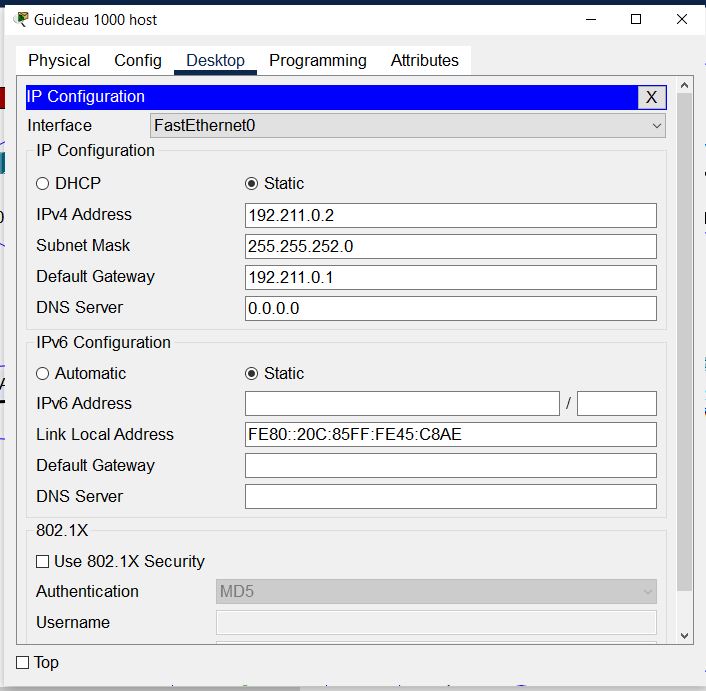 Guideau 1000 host
Physical Config Desktop Programming Attributes
IP Configuration X
Interface FastEthernet0
IP Configuration
DHCP Static
IPv4 Address 192.211.0.2
Subnet Mask 255.255.252.0
Default Gateway 192.211.0.1
DNS Server 0.0.0.0
IPv6 Configuration
Automatic Static
IPv6 Address /
Link Local Address FE80::20C:85FF:FE45:C8AE
Default Gateway
DNS Server
802.1X
Use 802.1X Security
Authentication MD5
Username
Top